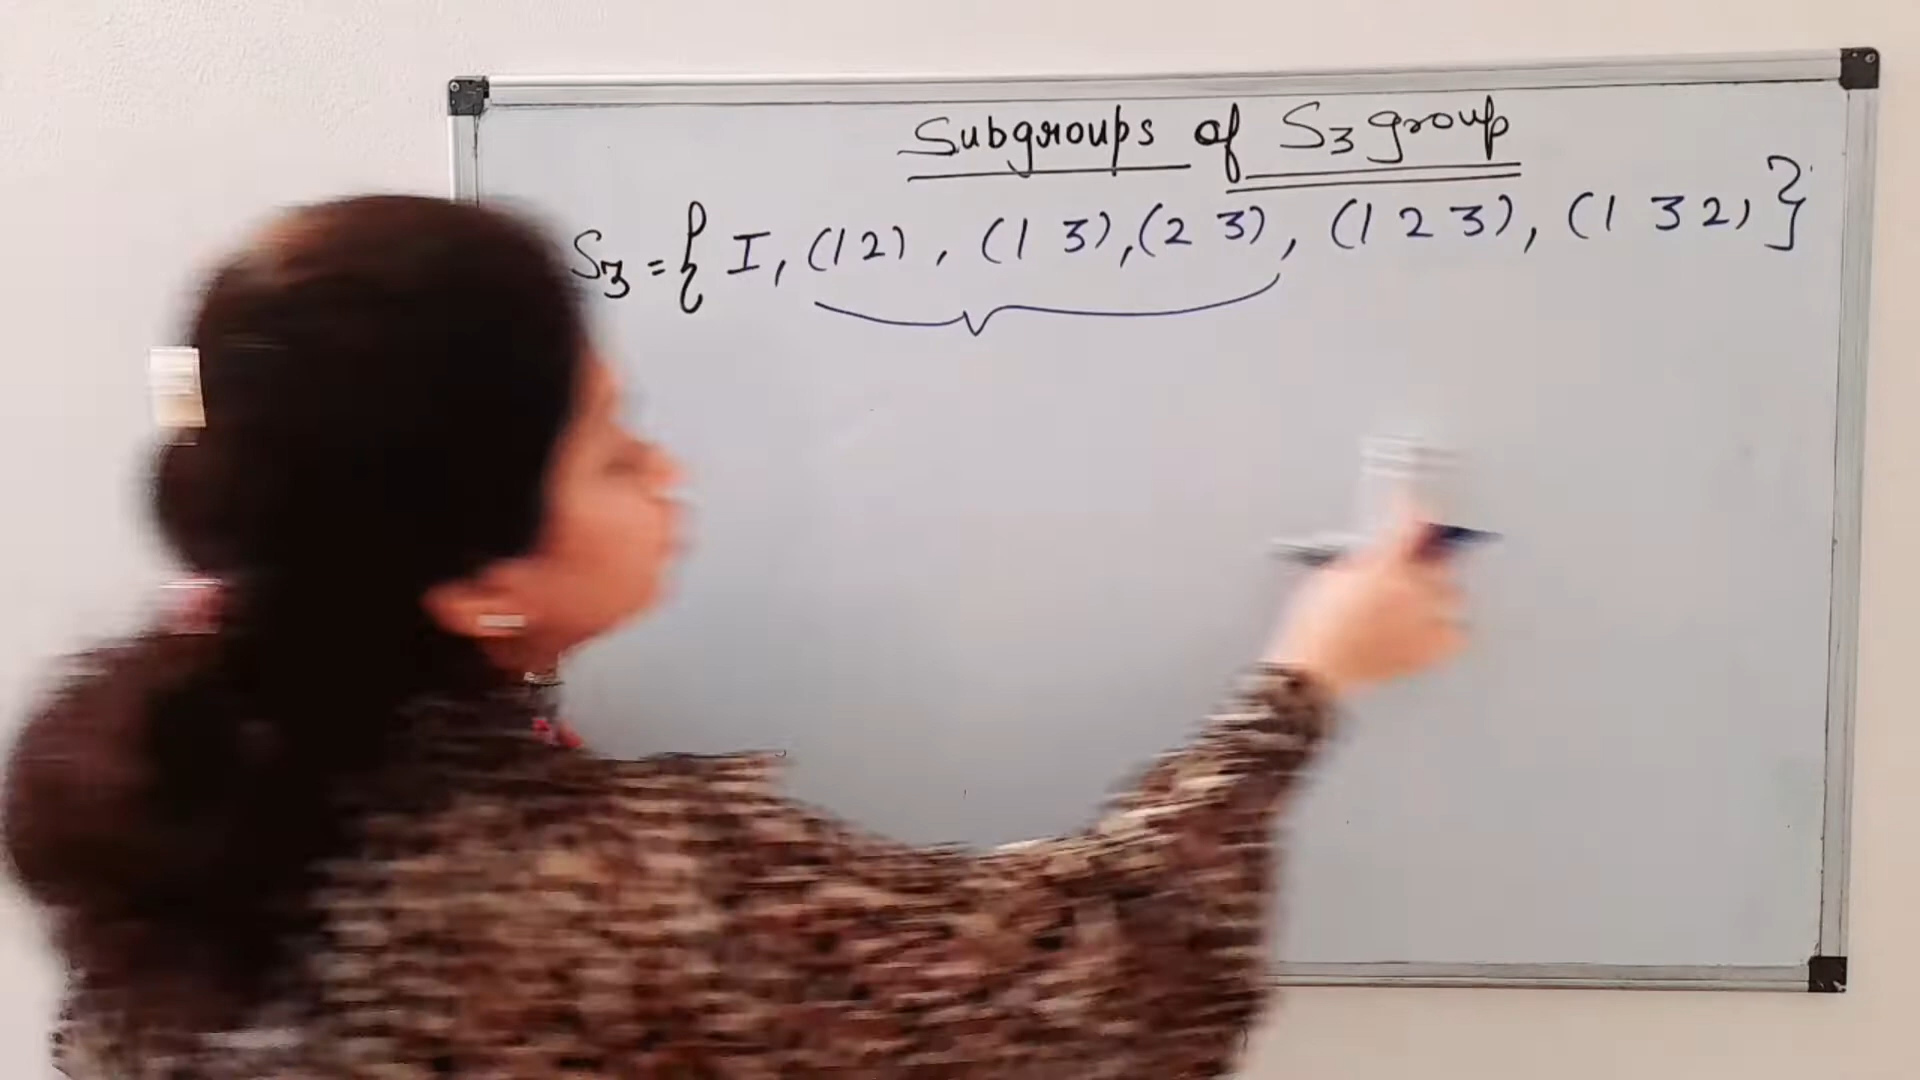 Subgroups of S3 group
S3 = { I, (1 2), (1 3), (2 3), (1 2 3), (1 3 2) }